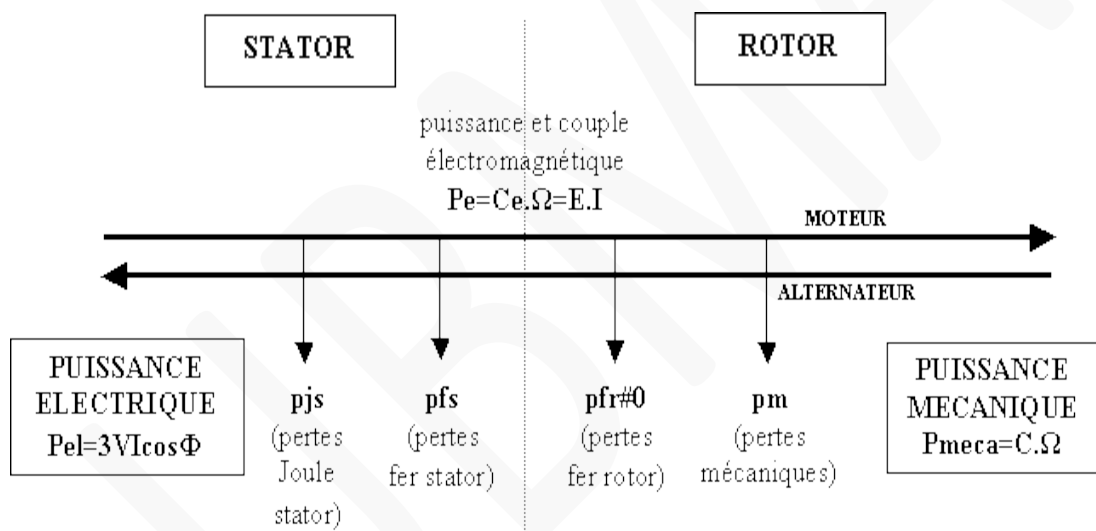 STATOR
ROTOR
puissance et couple
électromagnétique
Pe=Ce.Ω=E.I
MOTEUR
ALTERNATEUR
PUISSANCE
ELECTRIQUE
Pel=3VIcosΦ
pjs
(pertes
Joule
stator)
pfs
(pertes
fer stator)
pfr#0
(pertes
fer rotor)
pm
(pertes
mécaniques)
PUISSANCE
MECANIQUE
Pmeca=C.Ω